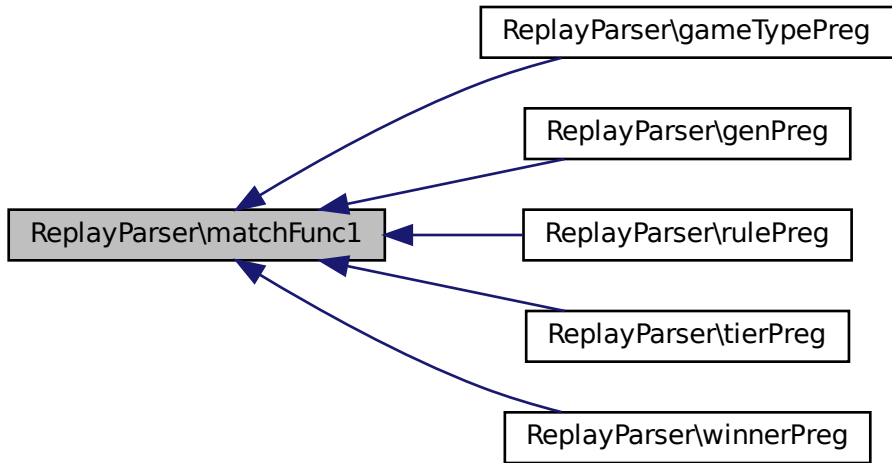 ReplayParser\gameTypePreg
ReplayParser\genPreg
ReplayParser\matchFunc1
ReplayParser\rulePreg
ReplayParser\tierPreg
ReplayParser\winnerPreg